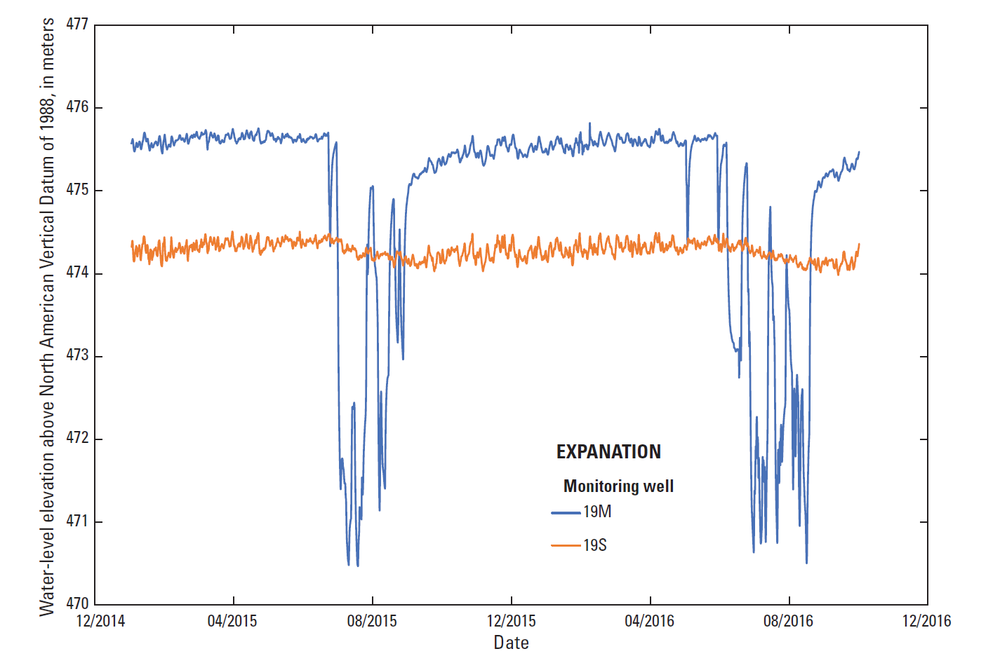 Water-level elevation above North American Vertical Datum of 1988, in meters
477
476
475
474
473
472
471
470
EXPANATION
Monitoring well
19M
19S
12/2014 04/2015 08/2015 12/2015 04/2016 08/2016 12/2016
Date